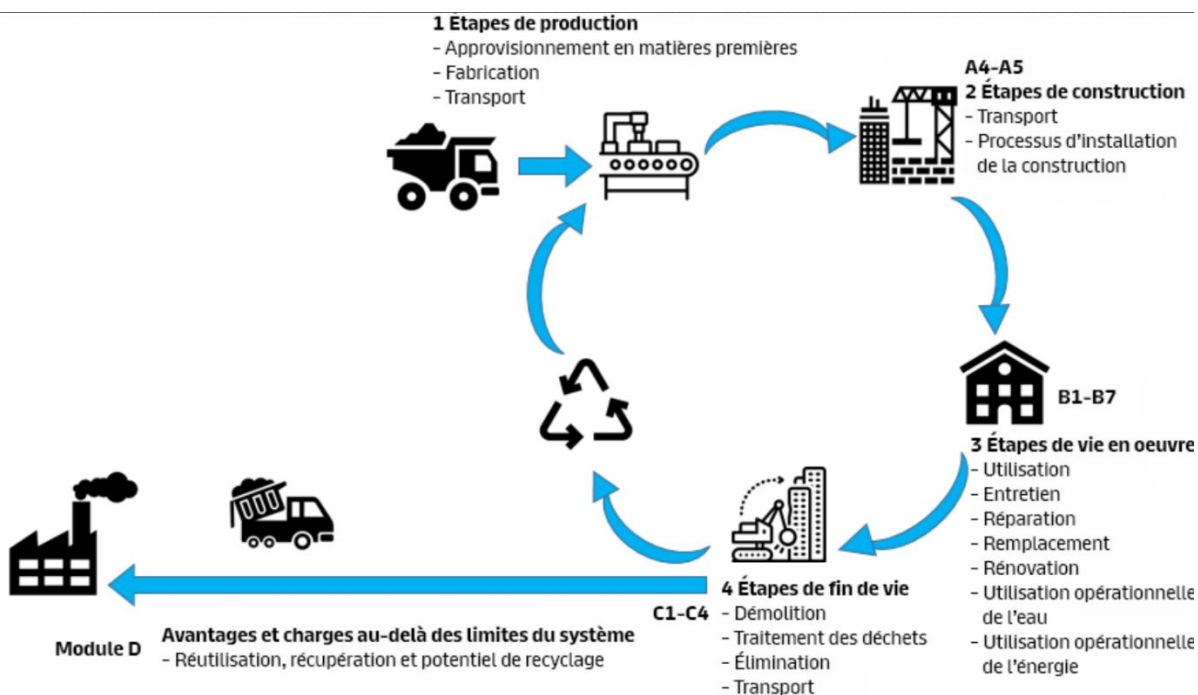 1 Étapes de production
- Approvisionnement en matières premières
- Fabrication
- Transport
A4-A5
2 Étapes de construction
- Transport
- Processus d'installation
de la construction
B1-B7
3 Étapes de vie en oeuvre
- Utilisation
- Entretien
- Réparation
- Remplacement
- Rénovation
- Utilisation opérationnelle
de l'eau
- Utilisation opérationnelle
de l'énergie
4 Étapes de fin de vie
C1-C4
- Démolition
- Traitement des déchets
- Élimination
- Transport
Module D
Avantages et charges au-delà des limites du système
- Réutilisation, récupération et potentiel de recyclage